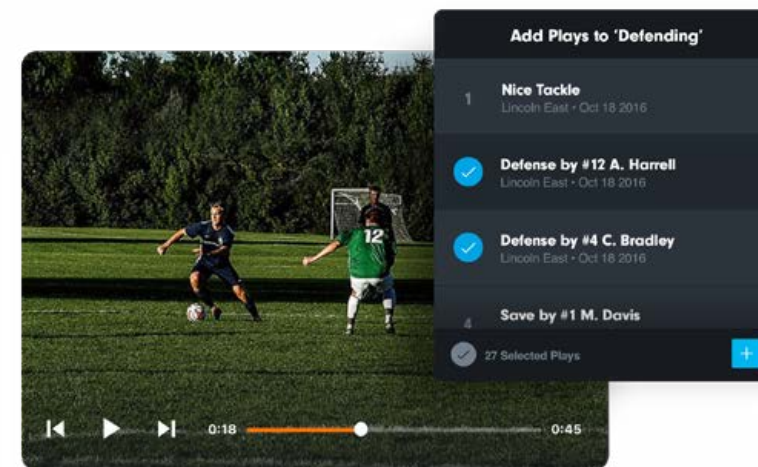 Add Plays to 'Defending'
1
Nice Tackle
Lincoln East • Oct 18 2016
Defense by #12 A. Harrell
Lincoln East • Oct 18 2016
Defense by #4 C. Bradley
Lincoln East • Oct 18 2016
4
Save by #1 M. Davis
27 Selected Plays
12
0:18
0:45